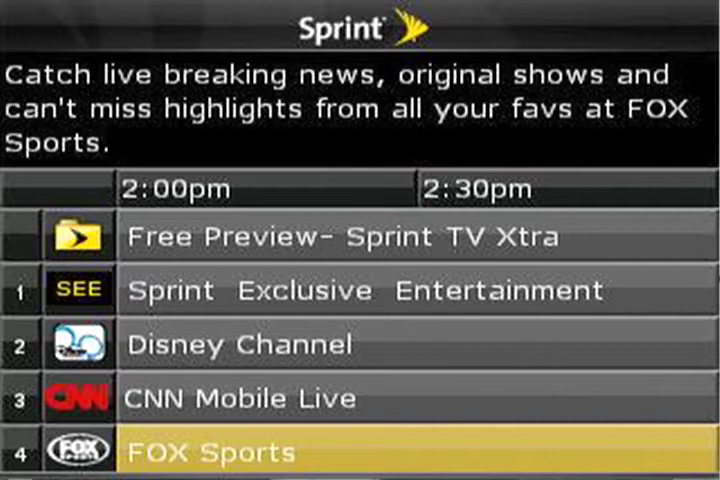 Sprint
Catch live breaking news, original shows and
can't miss highlights from all your favs at FOX
Sports.
2:00pm 2:30pm
Free Preview- Sprint TV Xtra
1 SEE Sprint Exclusive Entertainment
2 Disney Channel
3 CNN CNN Mobile Live
4 FOX SPORTS FOX Sports